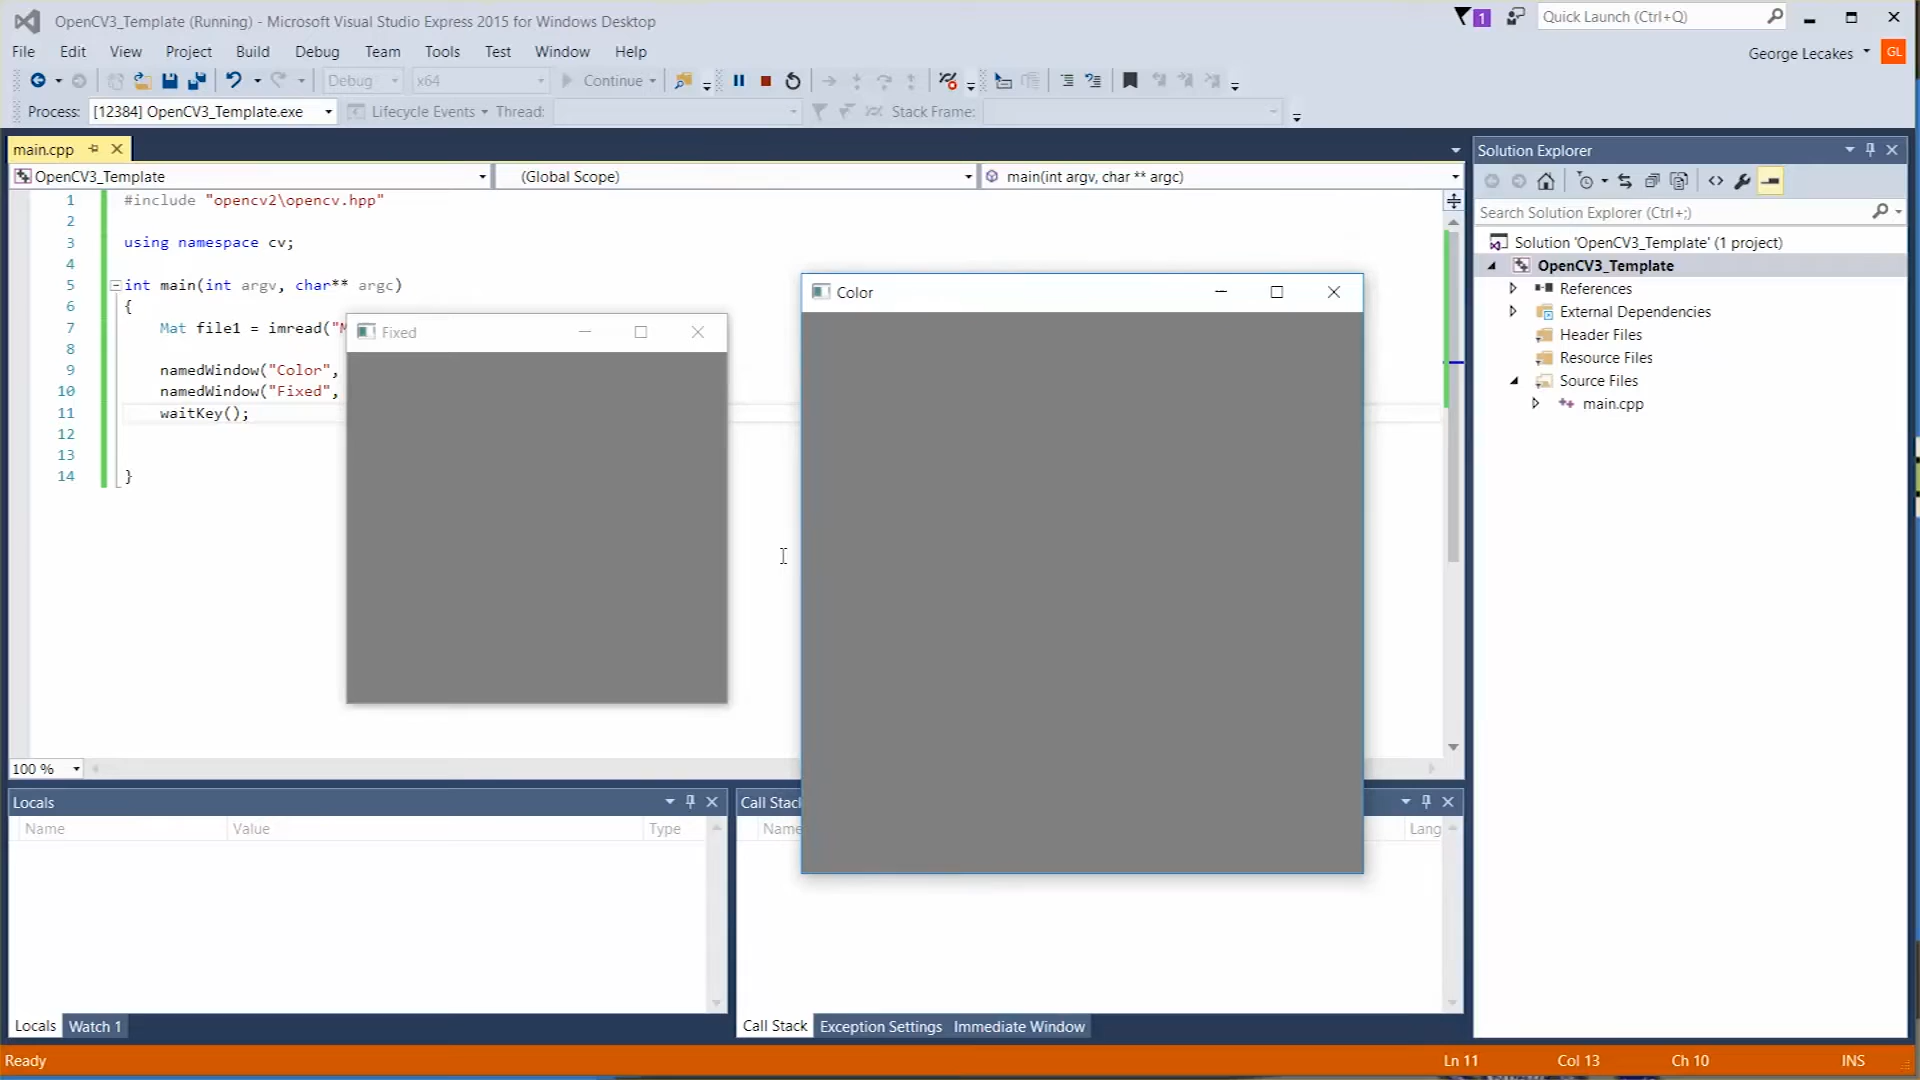 OpenCV3_Template (Running) - Microsoft Visual Studio Express 2015 for Windows Desktop
1
Quick Launch (Ctrl+Q)
File Edit View Project Build Debug Team Tools Test Window Help
George Lecakes GL
Debug x64 Continue
Process: [12384] OpenCV3_Template.exe Lifecycle Events Thread: Stack Frame:
main.cpp
OpenCV3_Template (Global Scope) main(int argv, char ** argc)
1 #include "opencv2\opencv.hpp"
2
3 using namespace cv;
4
5 int main(int argv, char** argc)
6 {
7 Mat file1 = imread("M
8
9 namedWindow("Color",
10 namedWindow("Fixed",
11 waitKey();
12
13
14 }
Fixed
Color
100 %
Locals
Name Value Type
Locals Watch 1
Call Stac
Name Lang
Call Stack Exception Settings Immediate Window
Solution Explorer
Search Solution Explorer (Ctrl+;)
Solution 'OpenCV3_Template' (1 project)
OpenCV3_Template
References
External Dependencies
Header Files
Resource Files
Source Files
main.cpp
Ready Ln 11 Col 13 Ch 10 INS